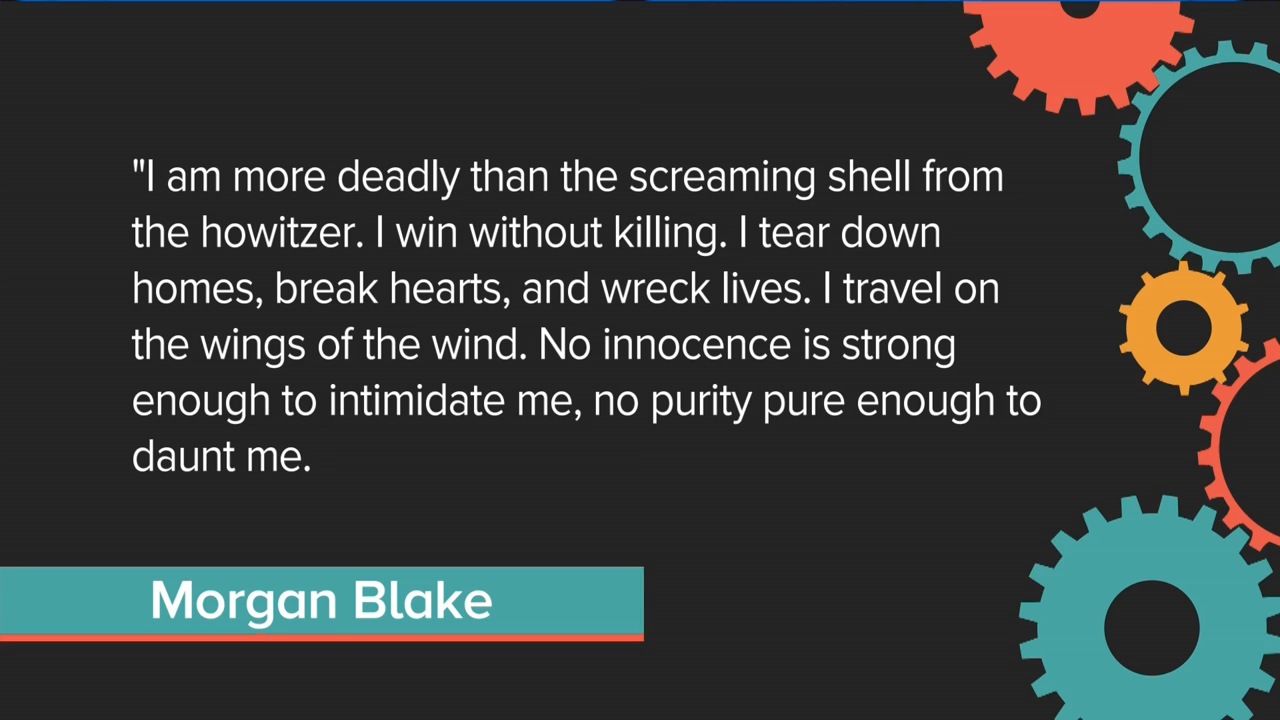 "I am more deadly than the screaming shell from
the howitzer. I win without killing. I tear down
homes, break hearts, and wreck lives. I travel on
the wings of the wind. No innocence is strong
enough to intimidate me, no purity pure enough to
daunt me.
Morgan Blake